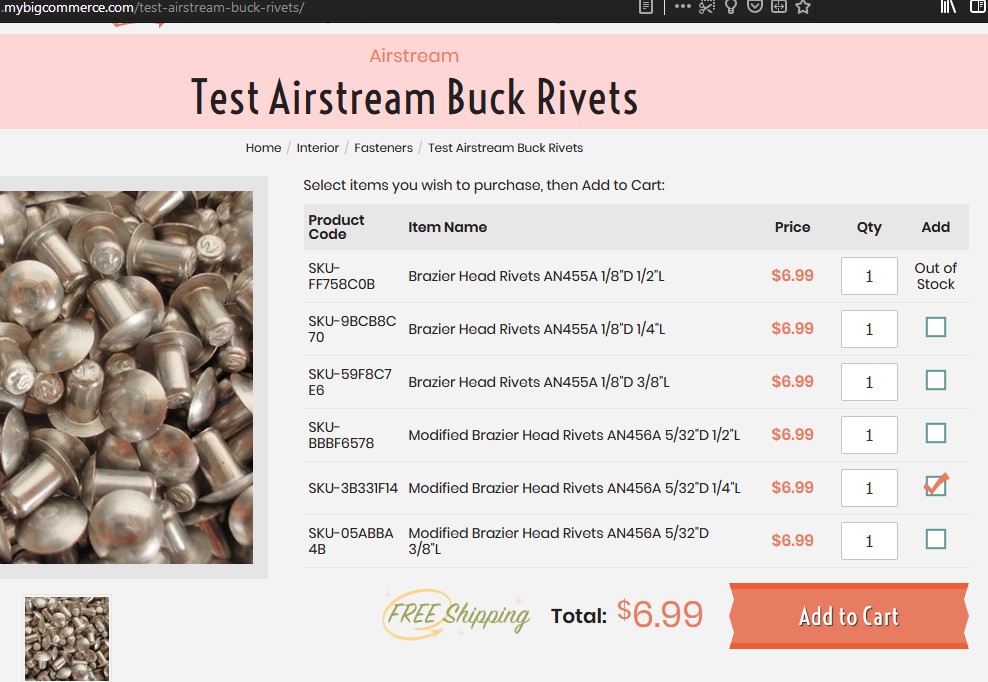 .mybigcommerce.com/test-airstream-buck-rivets/
Airstream
Test Airstream Buck Rivets
Home / Interior / Fasteners / Test Airstream Buck Rivets
Select items you wish to purchase, then Add to Cart:
Product
Code
Item Name
Price
Qty
Add
SKU-
FF758C0B
Brazier Head Rivets AN455A 1/8"D 1/2"L
$6.99
1
Out of
Stock
SKU-9BCB8C
70
Brazier Head Rivets AN455A 1/8"D 1/4"L
$6.99
1
SKU-59F8C7
E6
Brazier Head Rivets AN455A 1/8"D 3/8"L
$6.99
1
SKU-
BBBF6578
Modified Brazier Head Rivets AN456A 5/32"D 1/2"L
$6.99
1
SKU-3B331F14
Modified Brazier Head Rivets AN456A 5/32"D 1/4"L
$6.99
1
SKU-05ABBA
4B
Modified Brazier Head Rivets AN456A 5/32"D
3/8"L
$6.99
1
FREE Shipping
Total: $6.99
Add to Cart